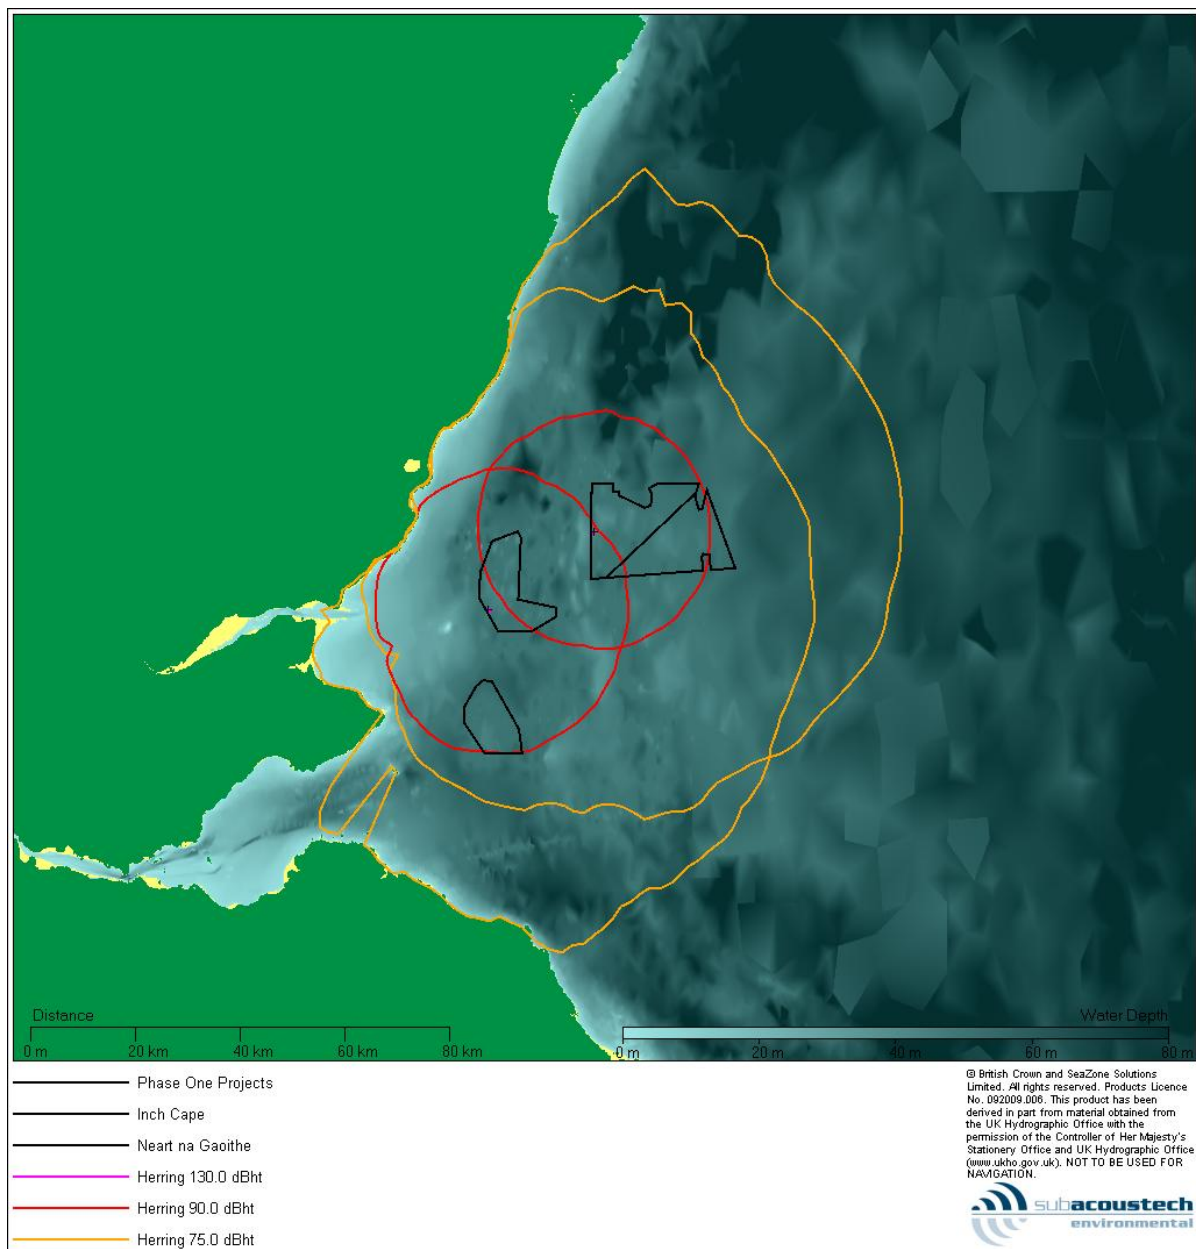 Distance
0 m 20 km 40 km 60 km 80 km
Water Depth
0 m 20 m 40 m 60 m 80 m
Phase One Projects
Inch Cape
Neart na Gaoithe
Herring 130.0 dBht
Herring 90.0 dBht
Herring 75.0 dBht
© British Crown and SeaZone Solutions
Limited. All rights reserved. Products Licence
No. 092009.006. This product has been
derived in part from material obtained from
the UK Hydrographic Office with the
permission of the Controller of Her Majesty's
Stationery Office and UK Hydrographic Office
(www.ukho.gov.uk). NOT TO BE USED FOR
NAVIGATION.
subacoustech
environmental